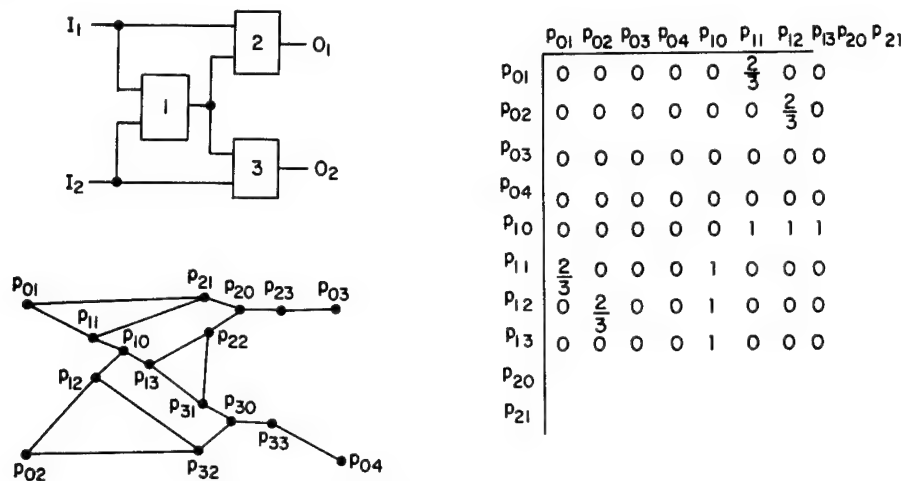 I1
2
O1
1
3
O2
I2
p01
p21
p20
p23
p03
p11
p10
p22
p12
p13
p31
p30
p33
p02
p32
p04
p01 p02 p03 p04 p10 p11 p12 p13 p20 p21
p01 0 0 0 0 0 2/3 0 0
p02 0 0 0 0 0 0 2/3 0
p03 0 0 0 0 0 0 0 0
p04 0 0 0 0 0 0 0 0
p10 0 0 0 0 0 1 1 1
p11 2/3 0 0 0 1 0 0 0
p12 0 2/3 0 0 1 0 0 0
p13 0 0 0 0 1 0 0 0
p20
p21